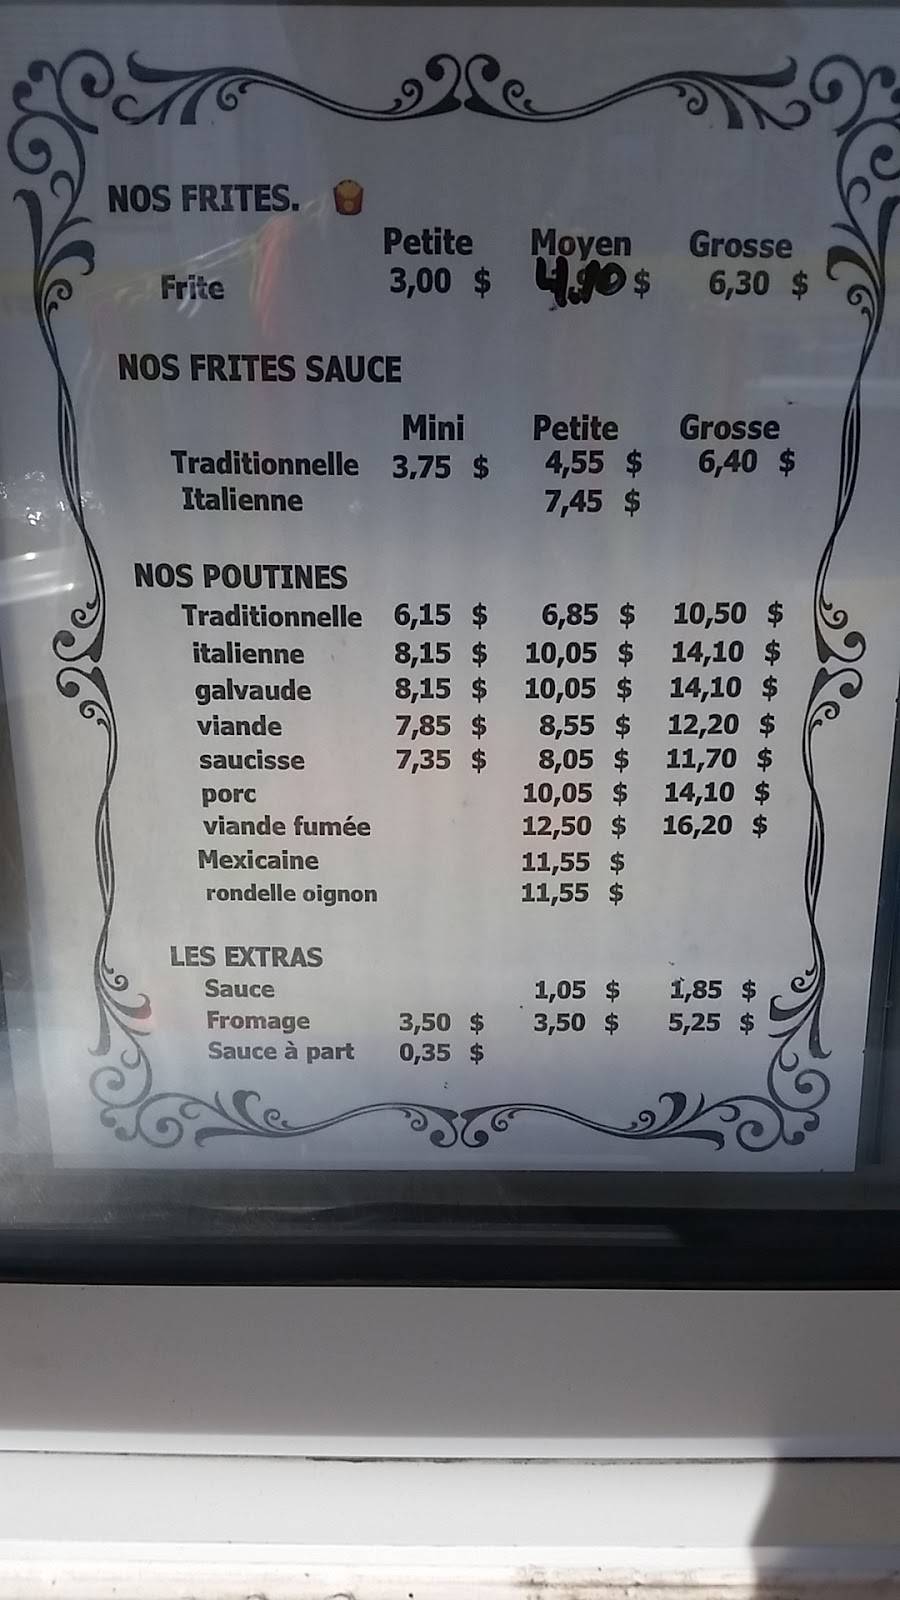 NOS FRITES.
Petite Moyen Grosse
Frite 3,00 $ 4.90 $ 6,30 $
NOS FRITES SAUCE
Mini Petite Grosse
Traditionnelle 3,75 $ 4,55 $ 6,40 $
Italienne 7,45 $
NOS POUTINES
Traditionnelle 6,15 $ 6,85 $ 10,50 $
italienne 8,15 $ 10,05 $ 14,10 $
galvaude 8,15 $ 10,05 $ 14,10 $
viande 7,85 $ 8,55 $ 12,20 $
saucisse 7,35 $ 8,05 $ 11,70 $
porc 10,05 $ 14,10 $
viande fumée 12,50 $ 16,20 $
Mexicaine 11,55 $
rondelle oignon 11,55 $
LES EXTRAS
Sauce 1,05 $ 1,85 $
Fromage 3,50 $ 3,50 $ 5,25 $
Sauce à part 0,35 $